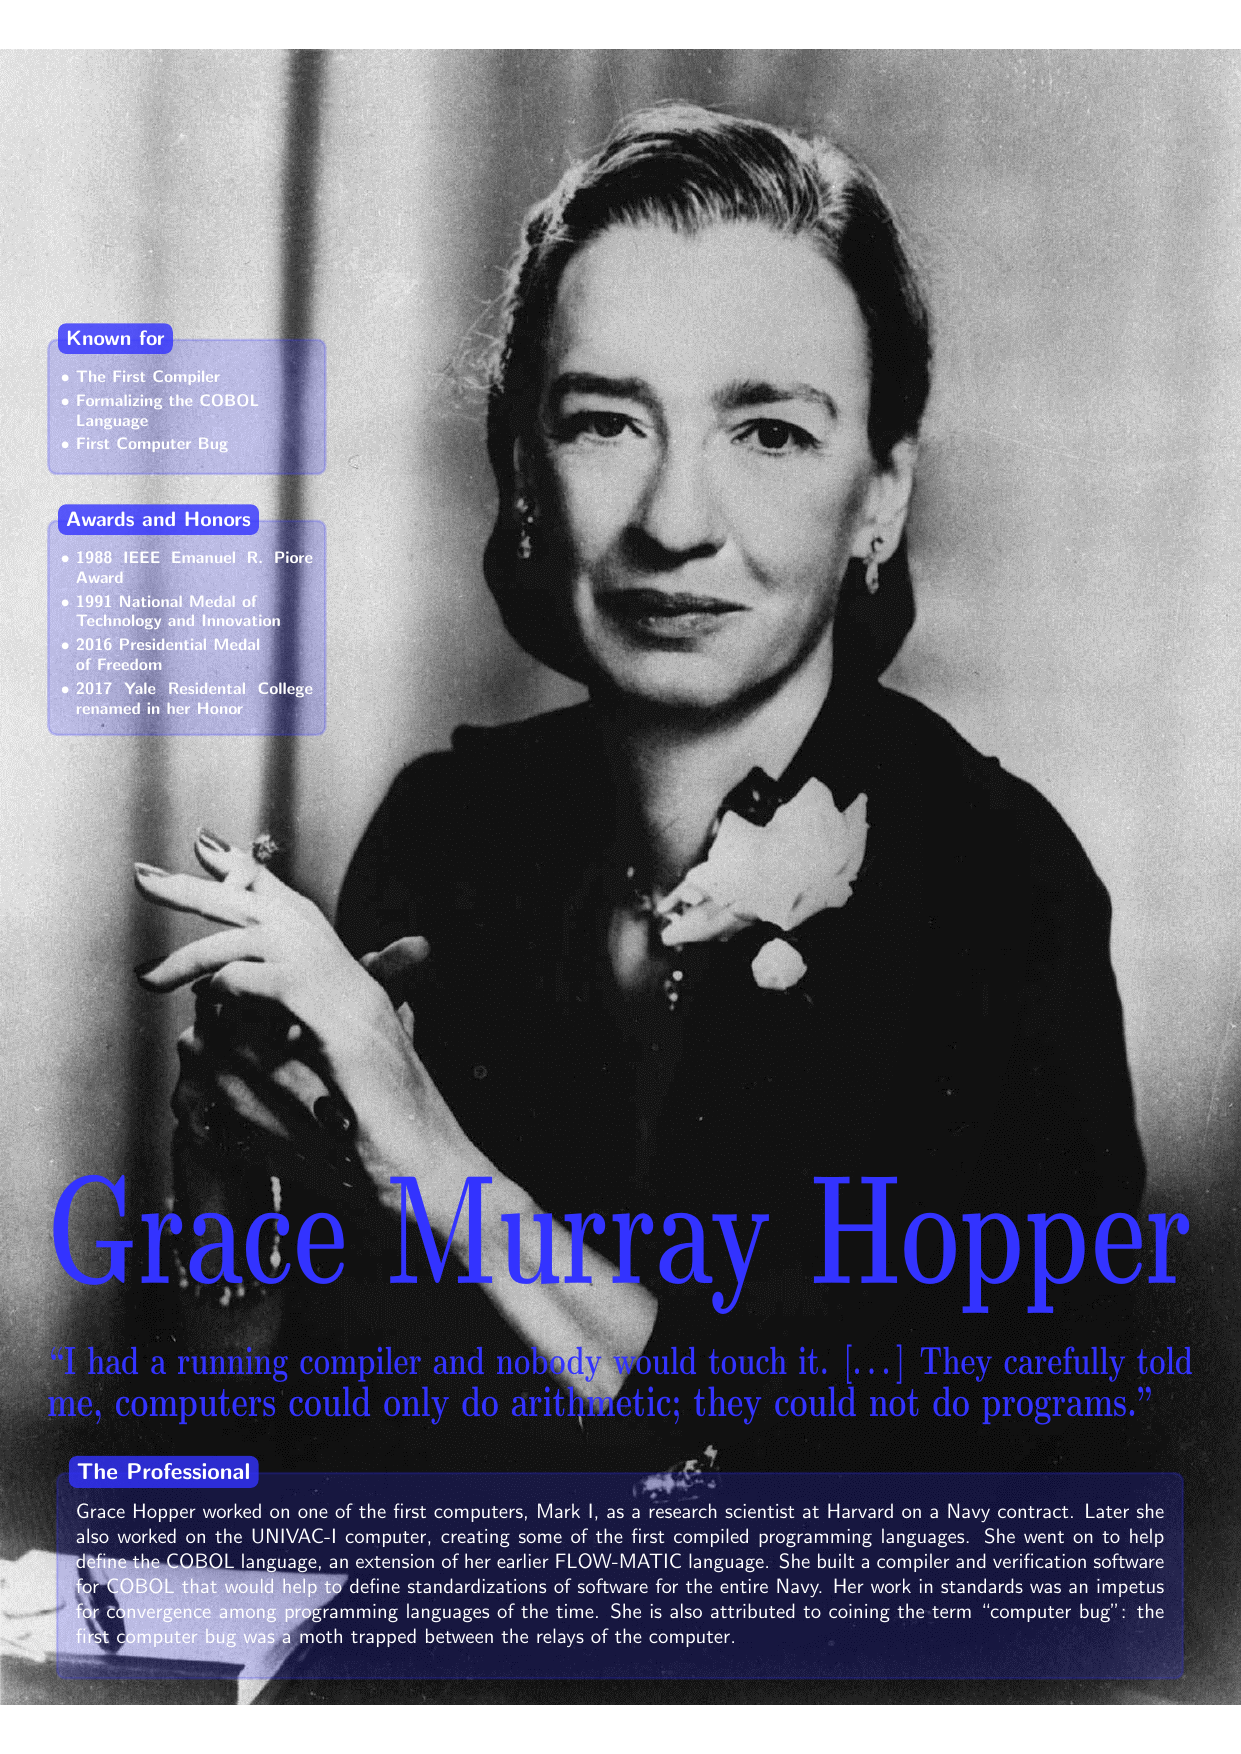 Known for
• The First Compiler
• Formalizing the COBOL
Language
• First Computer Bug
Awards and Honors
• 1988 IEEE Emanuel R. Piore
Award
• 1991 National Medal of
Technology and Innovation
• 2016 Presidential Medal
of Freedom
• 2017 Yale Residental College
renamed in her Honor
Grace Murray Hopper
“I had a running compiler and nobody would touch it. [...] They carefully told
me, computers could only do arithmetic; they could not do programs.”
The Professional
Grace Hopper worked on one of the first computers, Mark I, as a research scientist at Harvard on a Navy contract. Later she
also worked on the UNIVAC-I computer, creating some of the first compiled programming languages. She went on to help
define the COBOL language, an extension of her earlier FLOW-MATIC language. She built a compiler and verification software
for COBOL that would help to define standardizations of software for the entire Navy. Her work in standards was an impetus
for convergence among programming languages of the time. She is also attributed to coining the term “computer bug”: the
first computer bug was a moth trapped between the relays of the computer.